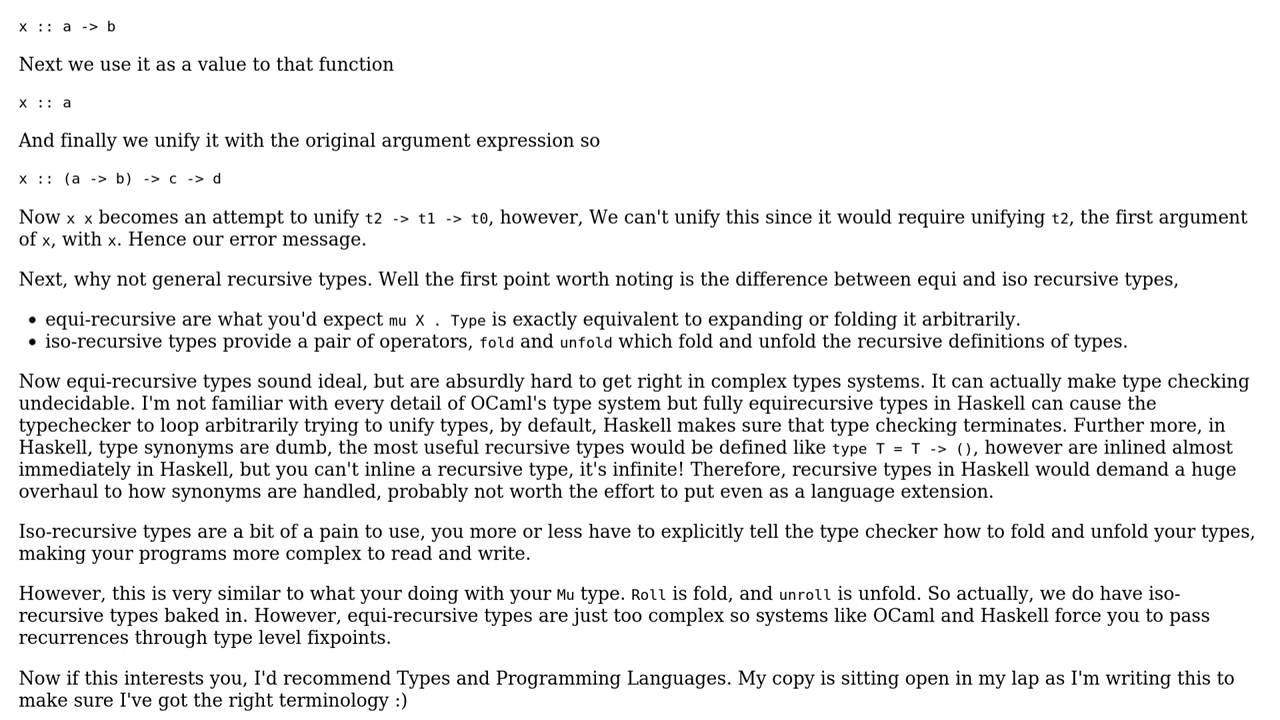 x :: a -> b
Next we use it as a value to that function
x :: a
And finally we unify it with the original argument expression so
x :: (a -> b) -> c -> d
Now x x becomes an attempt to unify t2 -> t1 -> t0, however, We can't unify this since it would require unifying t2, the first argument
of x, with x. Hence our error message.
Next, why not general recursive types. Well the first point worth noting is the difference between equi and iso recursive types,
• equi-recursive are what you'd expect mu X . Type is exactly equivalent to expanding or folding it arbitrarily.
• iso-recursive types provide a pair of operators, fold and unfold which fold and unfold the recursive definitions of types.
Now equi-recursive types sound ideal, but are absurdly hard to get right in complex types systems. It can actually make type checking
undecidable. I'm not familiar with every detail of OCaml's type system but fully equirecursive types in Haskell can cause the
typechecker to loop arbitrarily trying to unify types, by default, Haskell makes sure that type checking terminates. Further more, in
Haskell, type synonyms are dumb, the most useful recursive types would be defined like type T = T -> (), however are inlined almost
immediately in Haskell, but you can't inline a recursive type, it's infinite! Therefore, recursive types in Haskell would demand a huge
overhaul to how synonyms are handled, probably not worth the effort to put even as a language extension.
Iso-recursive types are a bit of a pain to use, you more or less have to explicitly tell the type checker how to fold and unfold your types,
making your programs more complex to read and write.
However, this is very similar to what your doing with your Mu type. Roll is fold, and unroll is unfold. So actually, we do have iso-
recursive types baked in. However, equi-recursive types are just too complex so systems like OCaml and Haskell force you to pass
recurrences through type level fixpoints.
Now if this interests you, I'd recommend Types and Programming Languages. My copy is sitting open in my lap as I'm writing this to
make sure I've got the right terminology :)